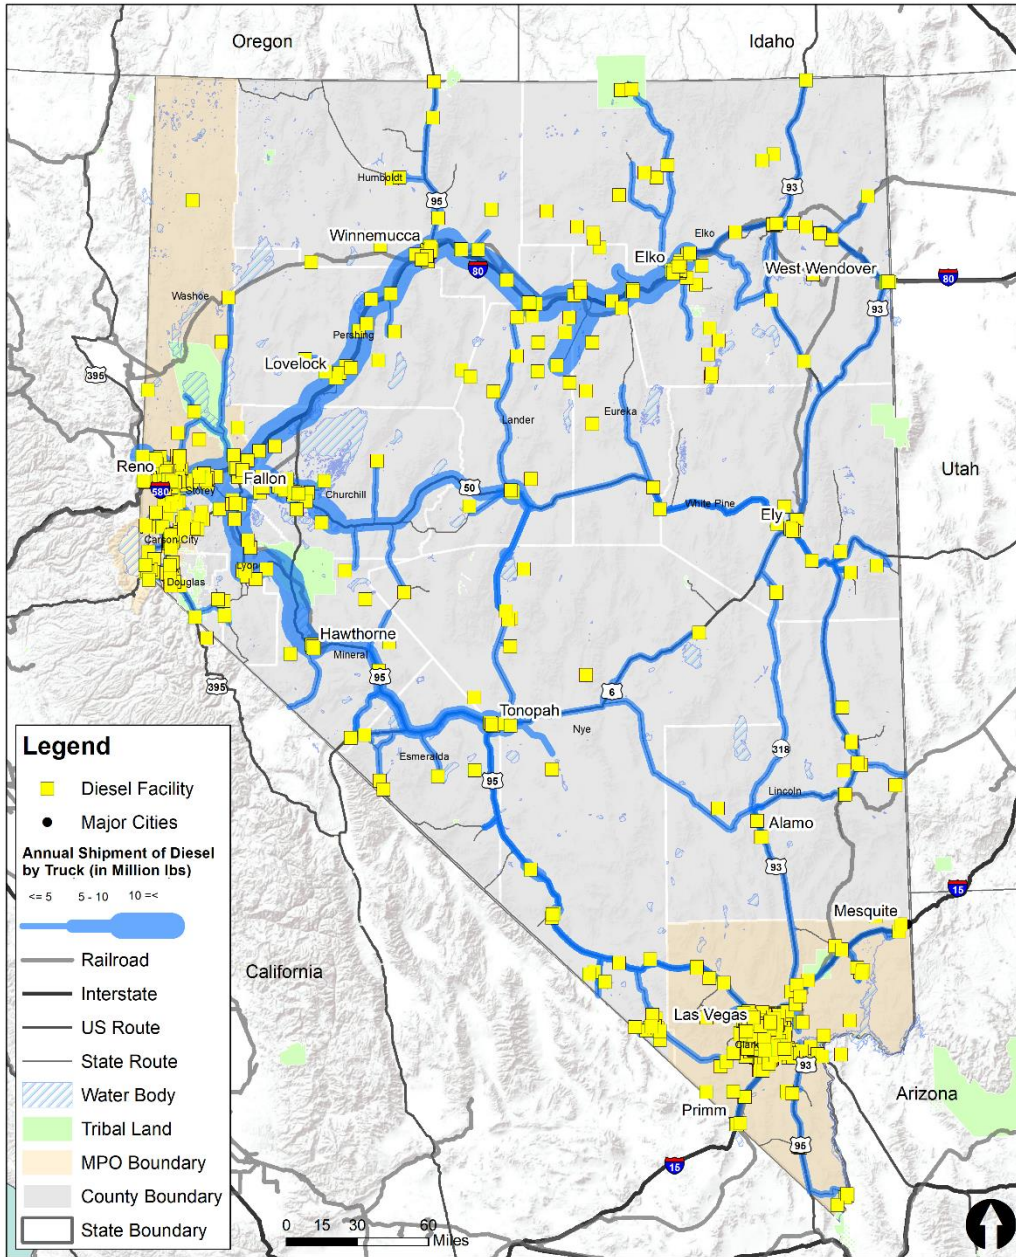 Oregon
Idaho
Humboldt
95
93
Winnemucca
Elko
Elko
80
West Wendover
80
Washoe
93
Pershing
Lovelock
395
Lander
Eureka
Utah
Reno
Fallon
580
Storey
Churchill
50
White Pine
Ely
Carson City
Lyon
Douglas
Hawthorne
Mineral
95
395
6
Tonopah
Nye
Esmeralda
95
318
Lincoln
Alamo
93
15
Mesquite
California
Las Vegas
Clark
93
Arizona
Primm
95
15
Legend
Diesel Facility
Major Cities
Annual Shipment of Diesel
by Truck (in Million lbs)
<= 5 5 - 10 10 =<
Railroad
Interstate
US Route
State Route
Water Body
Tribal Land
MPO Boundary
County Boundary
State Boundary
0 15 30 60
Miles